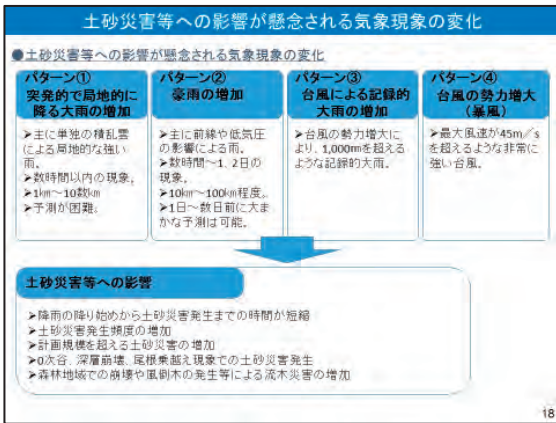 土砂災害等への影響が懸念される気象現象の変化
●土砂災害等への影響が懸念される気象現象の変化
パターン①
突発的で局地的に
降る大雨の増加
➢主に単独の積乱雲
による局地的な強い
雨。
➢数時間以内の現象。
➢1km～10数km
➢予測が困難。
パターン②
豪雨の増加
➢主に前線や低気圧
の影響による雨。
➢数時間～1、2日の
現象。
➢10km～100km程度。
➢1日～数日前に大ま
かな予測は可能。
パターン③
台風による記録的
大雨の増加
➢台風の勢力増大に
より、1,000mmを超える
ような記録的大雨。
パターン④
台風の勢力増大
（暴風）
➢最大風速が45m／s
を超えるような非常に
強い台風。
土砂災害等への影響
➢降雨の降り始めから土砂災害発生までの時間が短縮
➢土砂災害発生頻度の増加
➢計画規模を超える土砂災害の増加
➢0次谷、深層崩壊、尾根乗越え現象での土砂災害発生
➢森林地域での崩壊や風倒木の発生等による流木災害の増加
18